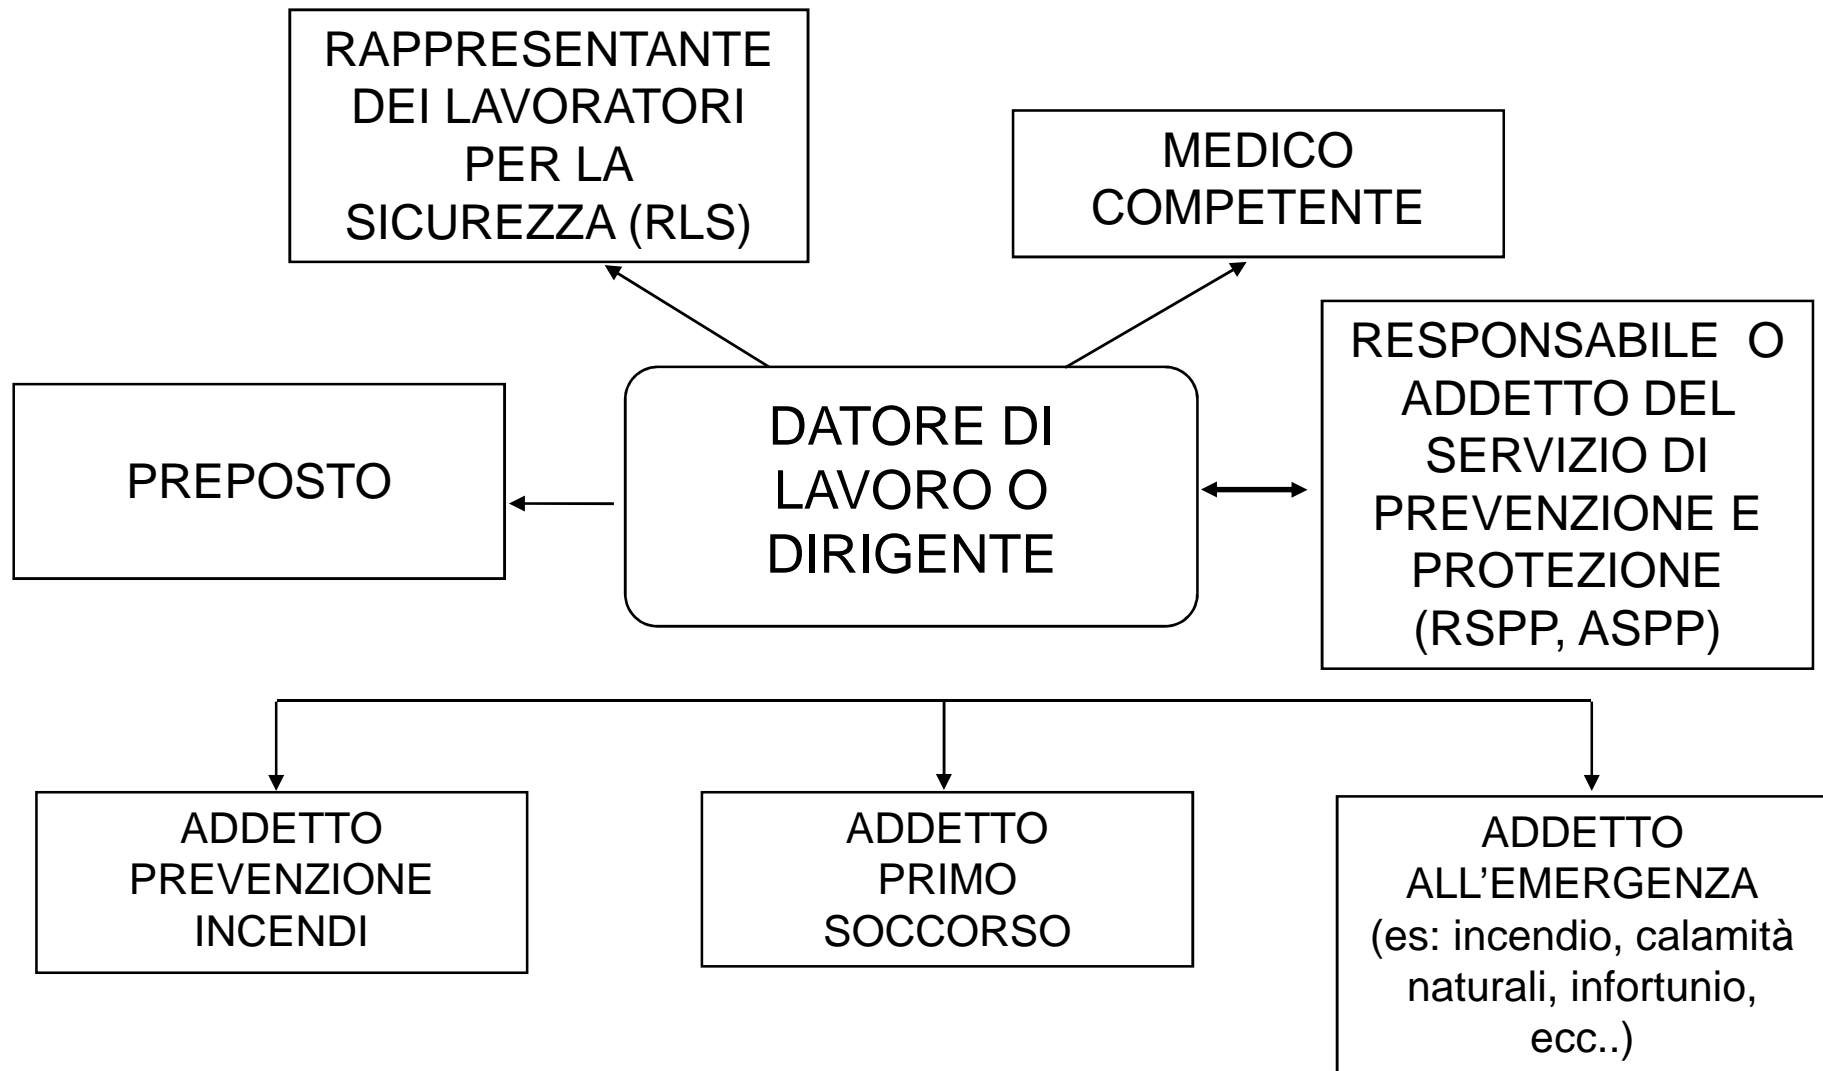 RAPPRESENTANTE
DEI LAVORATORI
PER LA
SICUREZZA (RLS)
MEDICO
COMPETENTE
RESPONSABILE O
ADDETTO DEL
SERVIZIO DI
PREVENZIONE E
PROTEZIONE
(RSPP, ASPP)
PREPOSTO
DATORE DI
LAVORO O
DIRIGENTE
ADDETTO
PREVENZIONE
INCENDI
ADDETTO
PRIMO
SOCCORSO
ADDETTO
ALL’EMERGENZA
(es: incendio, calamità
naturali, infortunio,
ecc..)